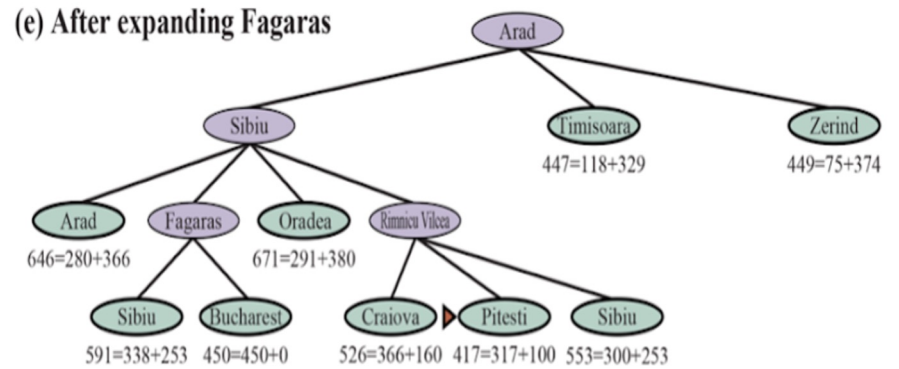 (e) After expanding Fagaras
Arad
Sibiu
Timisoara
Zerind
447=118+329
449=75+374
Arad
Fagaras
Oradea
Rimnicu Vilcea
646=280+366
671=291+380
Sibiu
Bucharest
Craiova
Pitesti
Sibiu
591=338+253
450=450+0
526=366+160
417=317+100
553=300+253